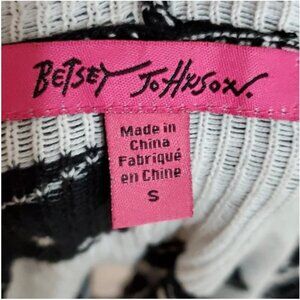 BETSEY JOHNSON.
Made in
China
Fabriqué
en Chine
S